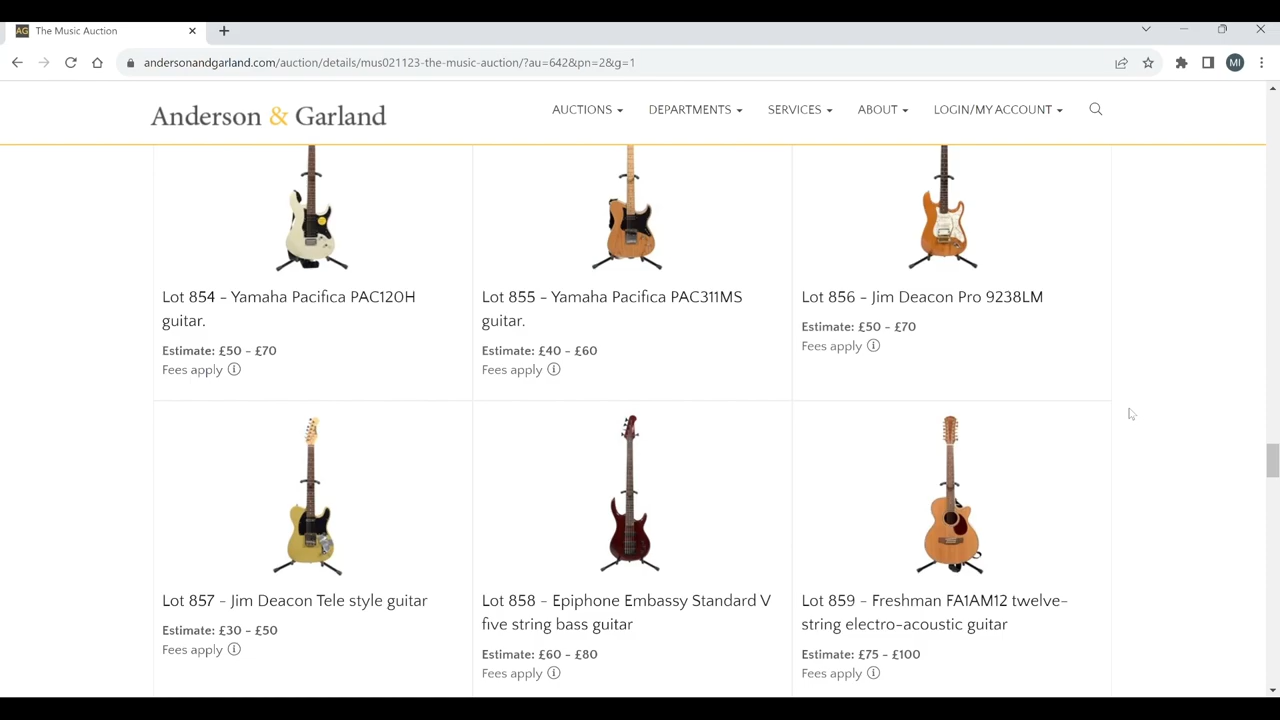 AG The Music Auction
andersonandgarland.com/auction/details/mus021123-the-music-auction/?au=642&pn=2&g=1
MI
Anderson & Garland
AUCTIONS
DEPARTMENTS
SERVICES
ABOUT
LOGIN/MY ACCOUNT
Lot 854 - Yamaha Pacifica PAC120H
guitar.
Estimate: £50 - £70
Fees apply
Lot 855 - Yamaha Pacifica PAC311MS
guitar.
Estimate: £40 - £60
Fees apply
Lot 856 - Jim Deacon Pro 9238LM
Estimate: £50 - £70
Fees apply
Lot 857 - Jim Deacon Tele style guitar
Estimate: £30 - £50
Fees apply
Lot 858 - Epiphone Embassy Standard V
five string bass guitar
Estimate: £60 - £80
Fees apply
Lot 859 - Freshman FA1AM12 twelve-
string electro-acoustic guitar
Estimate: £75 - £100
Fees apply